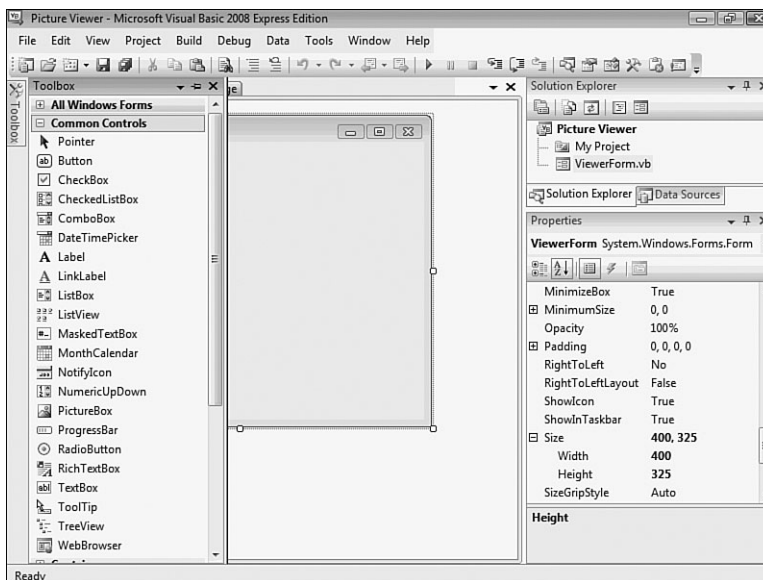 Picture Viewer - Microsoft Visual Basic 2008 Express Edition
File Edit View Project Build Debug Data Tools Window Help
Toolbox
Toolbox
All Windows Forms
Common Controls
Pointer
Button
CheckBox
CheckedListBox
ComboBox
DateTimePicker
A Label
A LinkLabel
ListBox
ListView
MaskedTextBox
MonthCalendar
NotifyIcon
NumericUpDown
PictureBox
ProgressBar
RadioButton
RichTextBox
TextBox
ToolTip
TreeView
WebBrowser
Solution Explorer
Picture Viewer
My Project
ViewerForm.vb
Solution Explorer Data Sources
Properties
ViewerForm System.Windows.Forms.Form
MinimizeBox True
MinimumSize 0, 0
Opacity 100%
Padding 0, 0, 0, 0
RightToLeft No
RightToLeftLayout False
ShowIcon True
ShowInTaskbar True
Size 400, 325
Width 400
Height 325
SizeGripStyle Auto
Height
Ready